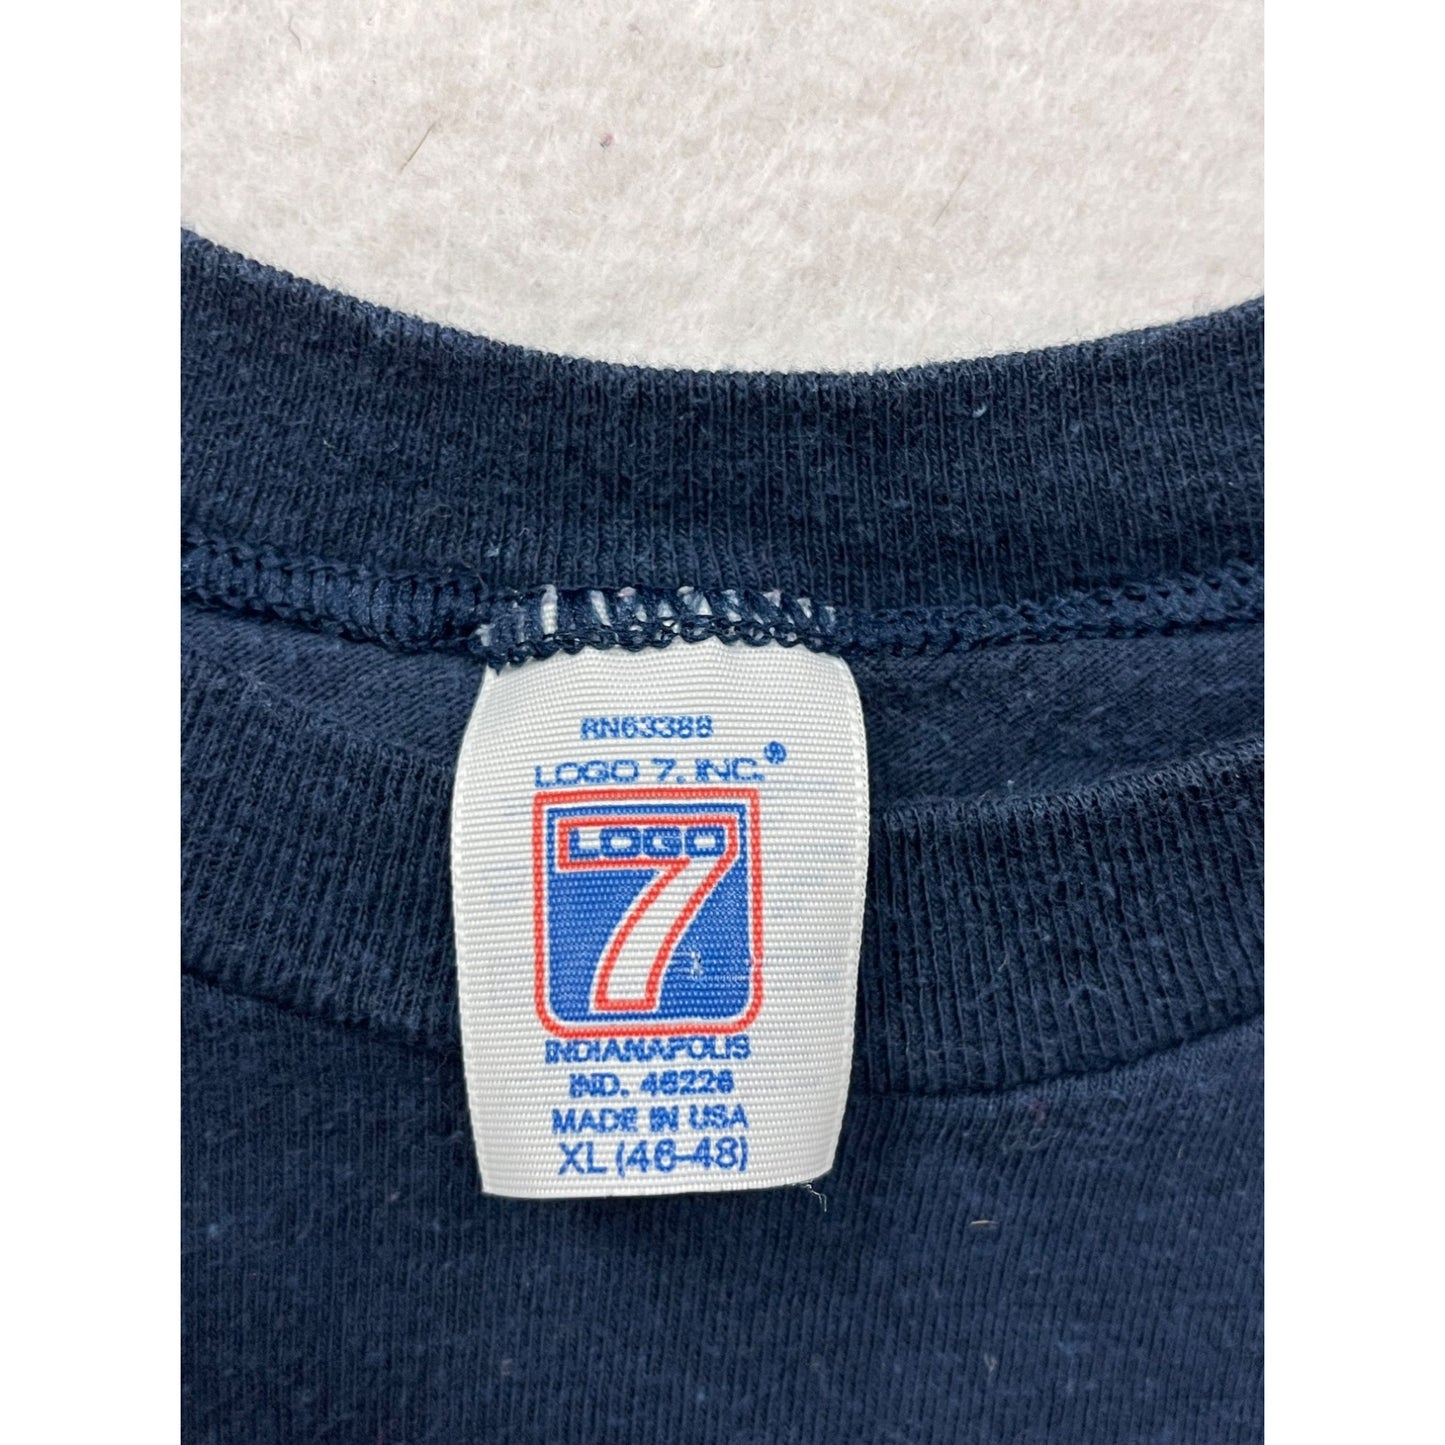 RN63388
LOGO 7, INC.®
LOGO
7
INDIANAPOLIS
IND. 46226
MADE IN USA
XL (46-48)